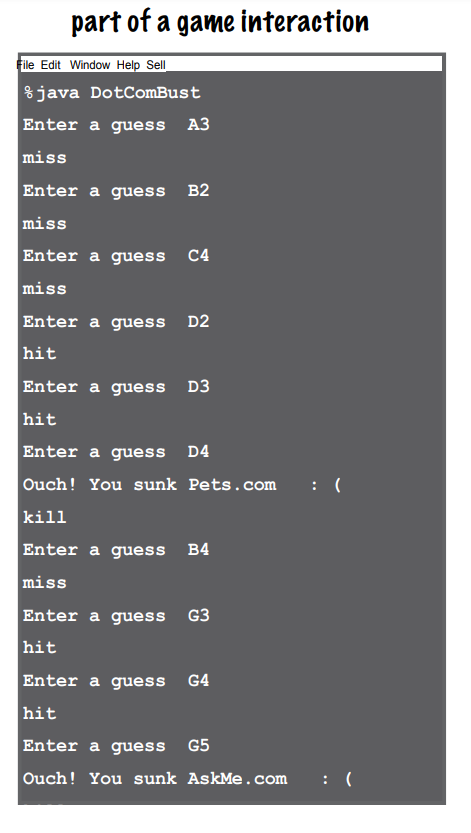 part of a game interaction
File Edit Window Help Sell
%java DotComBust
Enter a guess A3
miss
Enter a guess B2
miss
Enter a guess C4
miss
Enter a guess D2
hit
Enter a guess D3
hit
Enter a guess D4
Ouch! You sunk Pets.com : (
kill
Enter a guess B4
miss
Enter a guess G3
hit
Enter a guess G4
hit
Enter a guess G5
Ouch! You sunk AskMe.com : (